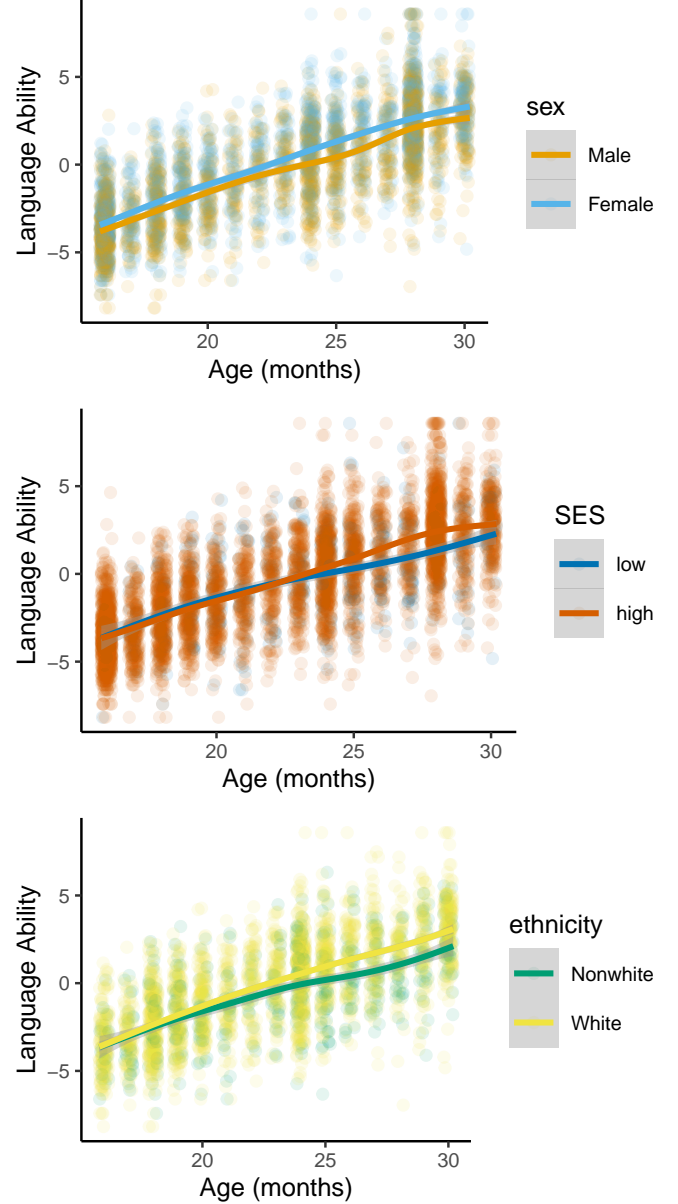 Language Ability
5
0
−5
20
25
30
Age (months)
sex
Male
Female
Language Ability
5
0
−5
20
25
30
Age (months)
SES
low
high
Language Ability
5
0
−5
20
25
30
Age (months)
ethnicity
Nonwhite
White